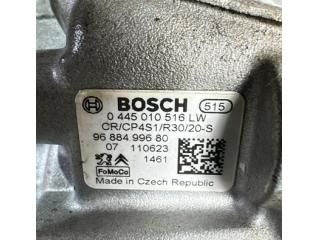 BOSCH 515
0 445 010 516 LW
CR/CP4S1/R30/20-S
96 884 996 80
07 110623
1461
FoMoCo
Made in Czech Republic